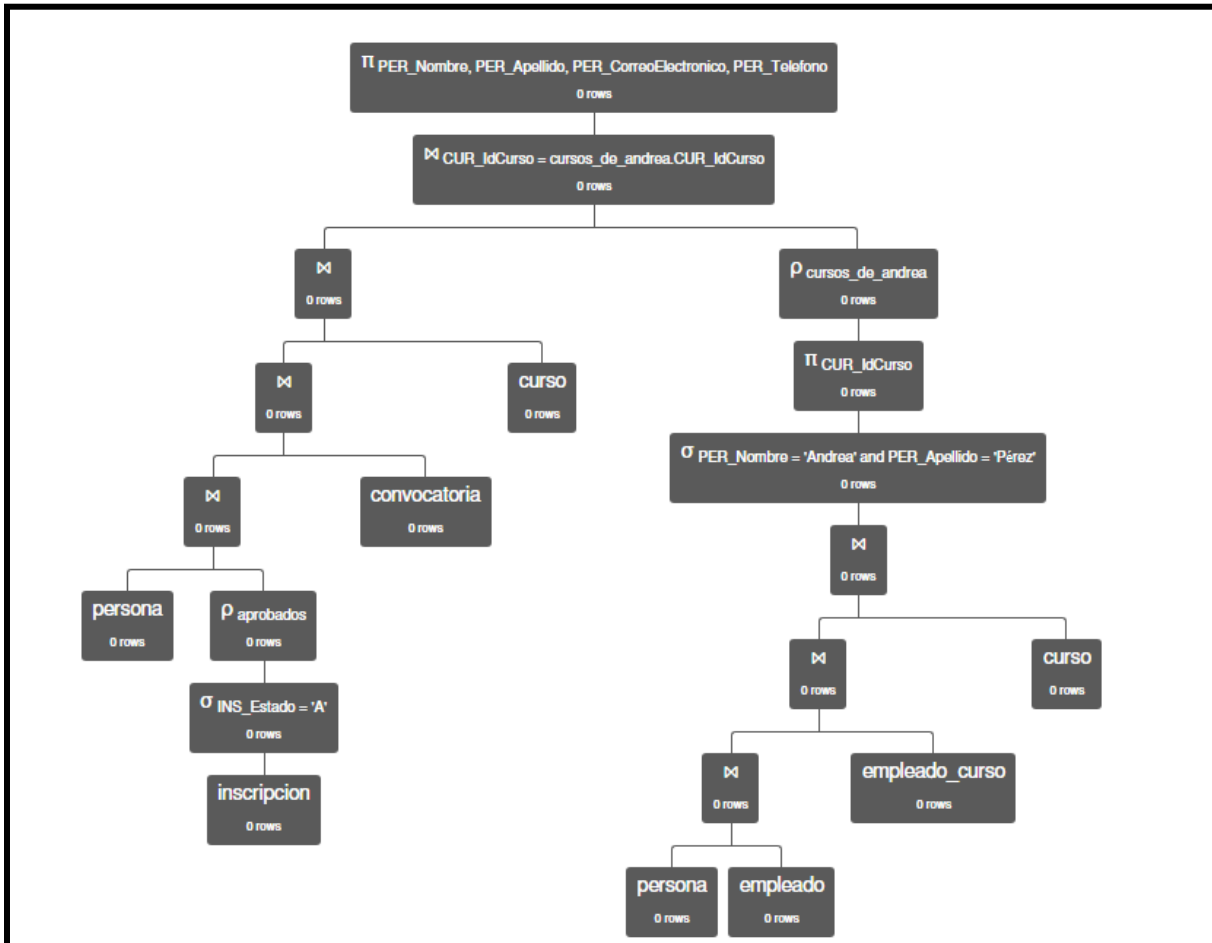 π PER_Nombre, PER_Apellido, PER_CorreoElectronico, PER_Telefono
0 rows
⋈ CUR_IdCurso = cursos_de_andrea.CUR_IdCurso
0 rows
⋈
0 rows
ρ cursos_de_andrea
0 rows
⋈
0 rows
curso
0 rows
π CUR_IdCurso
0 rows
σ PER_Nombre = 'Andrea' and PER_Apellido = 'Pérez'
0 rows
⋈
0 rows
convocatoria
0 rows
⋈
0 rows
persona
0 rows
ρ aprobados
0 rows
⋈
0 rows
curso
0 rows
σ INS_Estado = 'A'
0 rows
inscripcion
0 rows
⋈
0 rows
empleado_curso
0 rows
persona
0 rows
empleado
0 rows